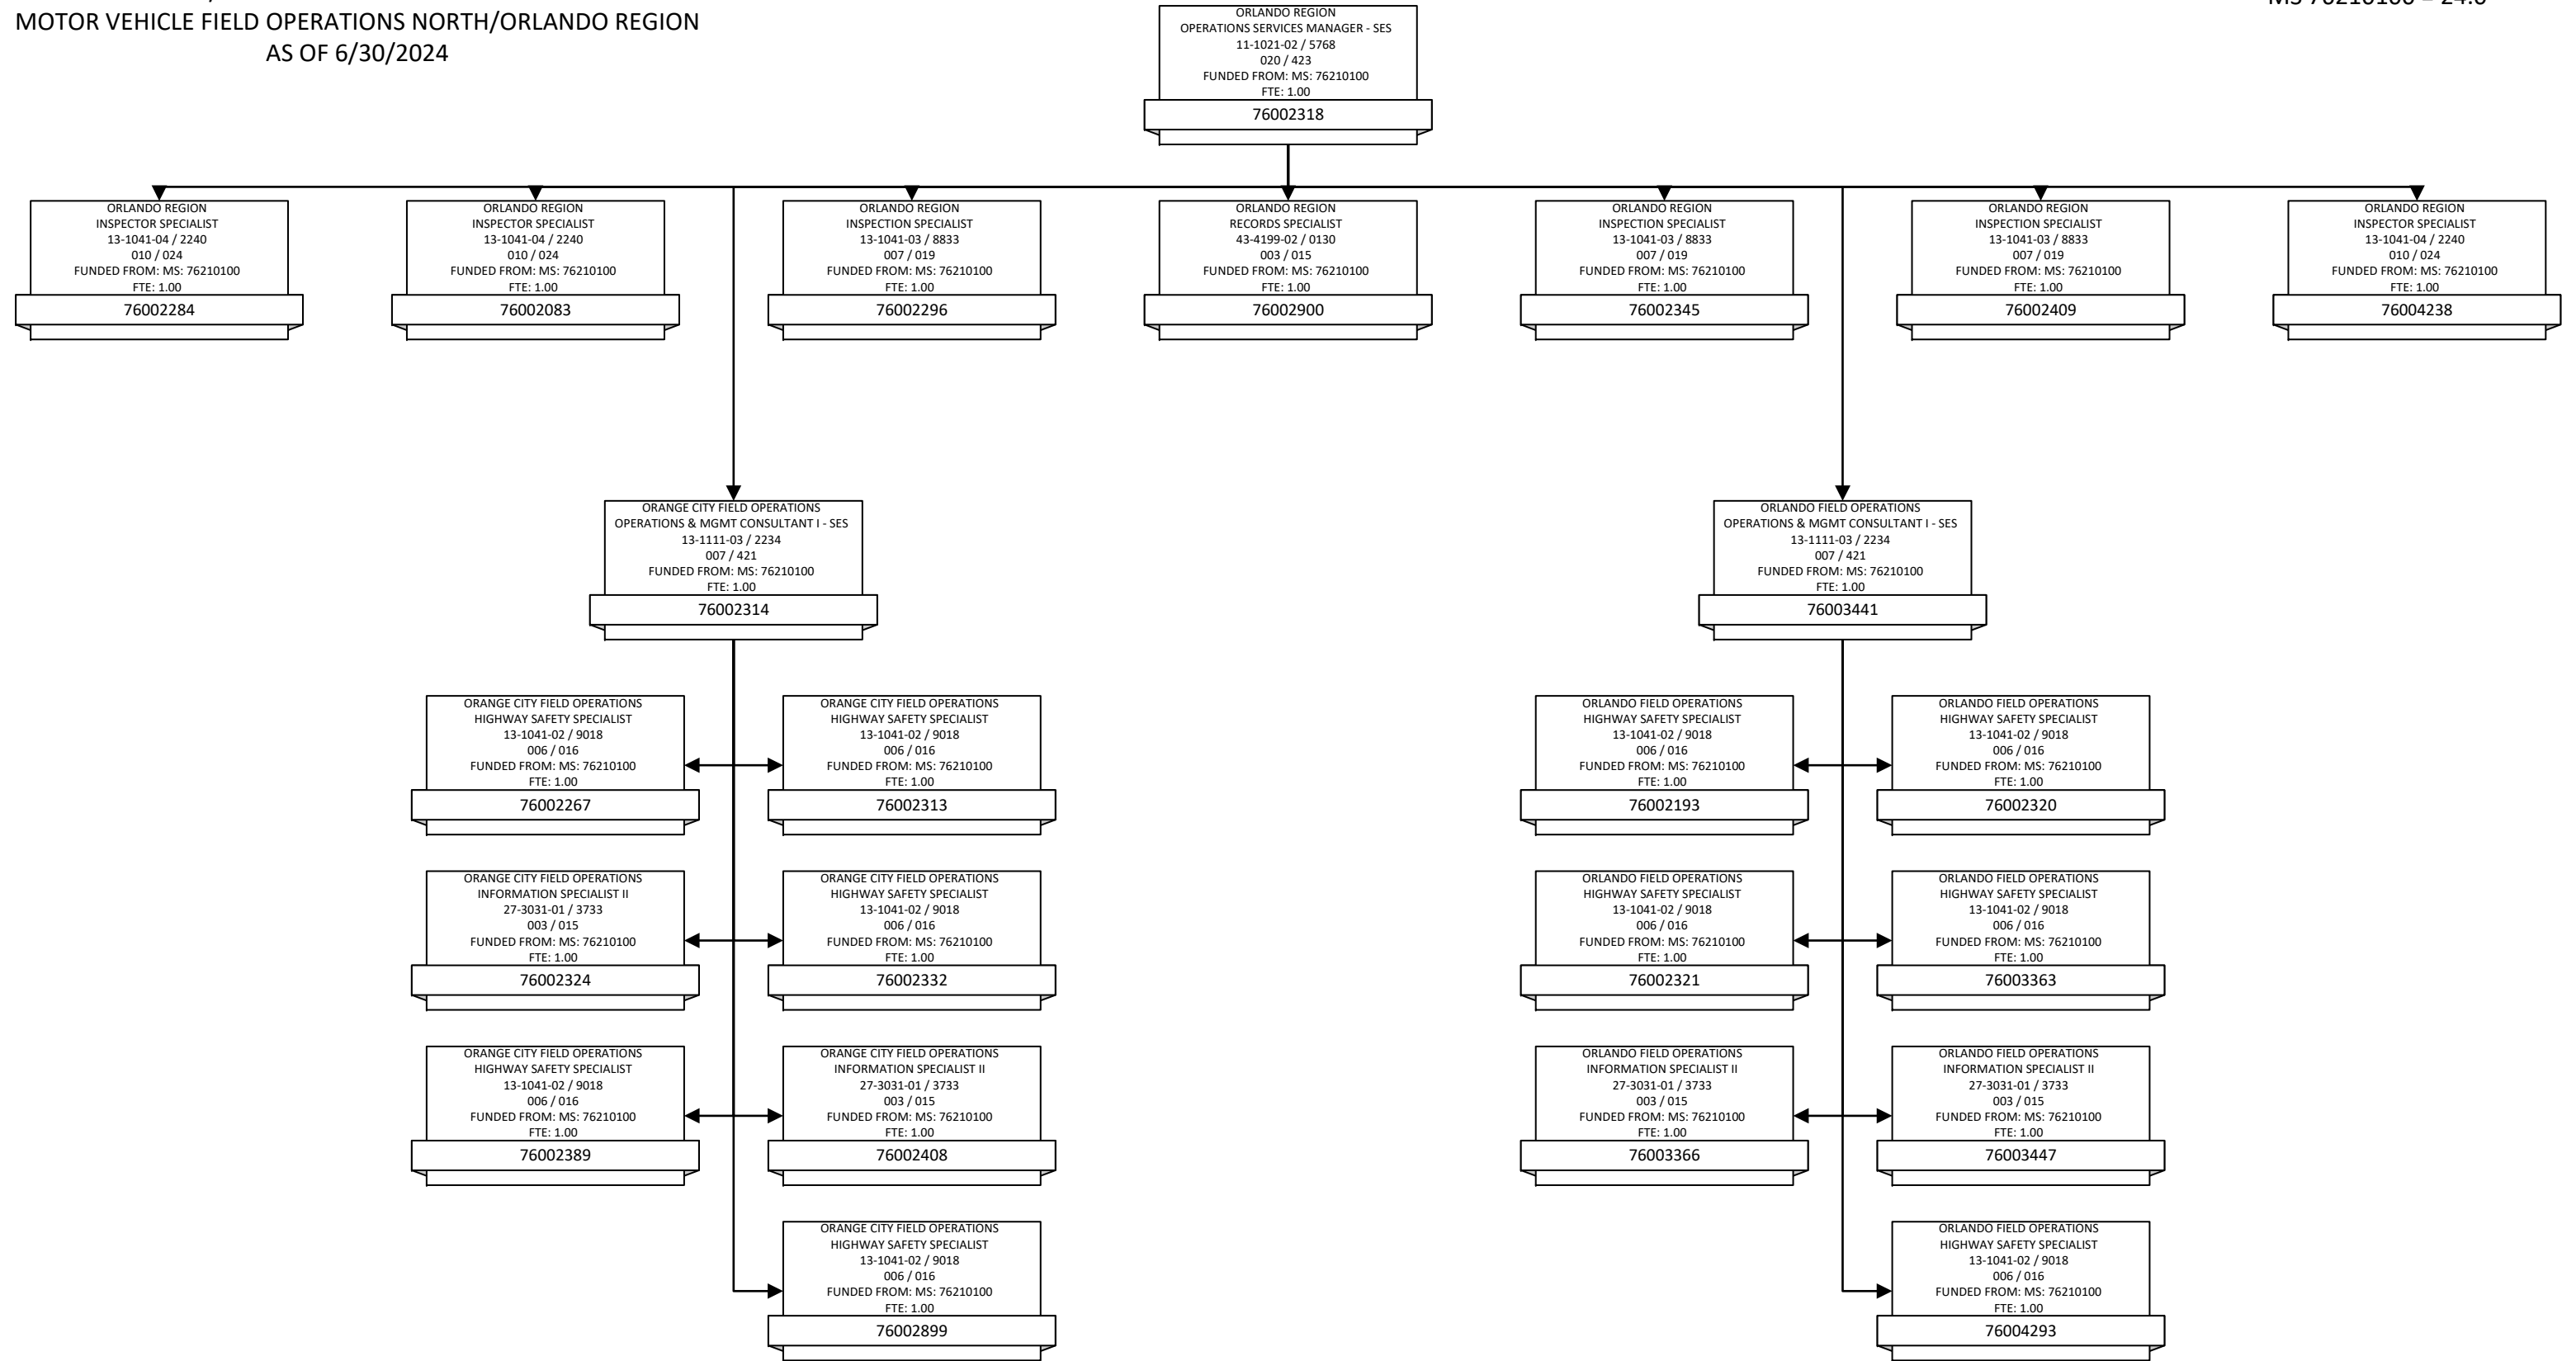 MOTOR VEHICLE FIELD OPERATIONS NORTH/ORLANDO REGION
AS OF 6/30/2024
ORLANDO REGION
OPERATIONS SERVICES MANAGER - SES
11-1021-02 / 5768
020 / 423
FUNDED FROM: MS: 76210100
FTE: 1.00
76002318
ORLANDO REGION
INSPECTOR SPECIALIST
13-1041-04 / 2240
010 / 024
FUNDED FROM: MS: 76210100
FTE: 1.00
76002284
ORLANDO REGION
INSPECTOR SPECIALIST
13-1041-04 / 2240
010 / 024
FUNDED FROM: MS: 76210100
FTE: 1.00
76002083
ORLANDO REGION
INSPECTION SPECIALIST
13-1041-03 / 8833
007 / 019
FUNDED FROM: MS: 76210100
FTE: 1.00
76002296
ORLANDO REGION
RECORDS SPECIALIST
43-4199-02 / 0130
003 / 015
FUNDED FROM: MS: 76210100
FTE: 1.00
76002900
ORLANDO REGION
INSPECTION SPECIALIST
13-1041-03 / 8833
007 / 019
FUNDED FROM: MS: 76210100
FTE: 1.00
76002345
ORLANDO REGION
INSPECTION SPECIALIST
13-1041-03 / 8833
007 / 019
FUNDED FROM: MS: 76210100
FTE: 1.00
76002409
ORLANDO REGION
INSPECTOR SPECIALIST
13-1041-04 / 2240
010 / 024
FUNDED FROM: MS: 76210100
FTE: 1.00
76004238
ORANGE CITY FIELD OPERATIONS
OPERATIONS & MGMT CONSULTANT I - SES
13-1111-03 / 2234
007 / 421
FUNDED FROM: MS: 76210100
FTE: 1.00
76002314
ORLANDO FIELD OPERATIONS
OPERATIONS & MGMT CONSULTANT I - SES
13-1111-03 / 2234
007 / 421
FUNDED FROM: MS: 76210100
FTE: 1.00
76003441
ORANGE CITY FIELD OPERATIONS
HIGHWAY SAFETY SPECIALIST
13-1041-02 / 9018
006 / 016
FUNDED FROM: MS: 76210100
FTE: 1.00
76002267
ORANGE CITY FIELD OPERATIONS
HIGHWAY SAFETY SPECIALIST
13-1041-02 / 9018
006 / 016
FUNDED FROM: MS: 76210100
FTE: 1.00
76002313
ORLANDO FIELD OPERATIONS
HIGHWAY SAFETY SPECIALIST
13-1041-02 / 9018
006 / 016
FUNDED FROM: MS: 76210100
FTE: 1.00
76002193
ORLANDO FIELD OPERATIONS
HIGHWAY SAFETY SPECIALIST
13-1041-02 / 9018
006 / 016
FUNDED FROM: MS: 76210100
FTE: 1.00
76002320
ORANGE CITY FIELD OPERATIONS
INFORMATION SPECIALIST II
27-3031-01 / 3733
003 / 015
FUNDED FROM: MS: 76210100
FTE: 1.00
76002324
ORANGE CITY FIELD OPERATIONS
HIGHWAY SAFETY SPECIALIST
13-1041-02 / 9018
006 / 016
FUNDED FROM: MS: 76210100
FTE: 1.00
76002332
ORLANDO FIELD OPERATIONS
HIGHWAY SAFETY SPECIALIST
13-1041-02 / 9018
006 / 016
FUNDED FROM: MS: 76210100
FTE: 1.00
76002321
ORLANDO FIELD OPERATIONS
HIGHWAY SAFETY SPECIALIST
13-1041-02 / 9018
006 / 016
FUNDED FROM: MS: 76210100
FTE: 1.00
76003363
ORANGE CITY FIELD OPERATIONS
HIGHWAY SAFETY SPECIALIST
13-1041-02 / 9018
006 / 016
FUNDED FROM: MS: 76210100
FTE: 1.00
76002389
ORANGE CITY FIELD OPERATIONS
INFORMATION SPECIALIST II
27-3031-01 / 3733
003 / 015
FUNDED FROM: MS: 76210100
FTE: 1.00
76002408
ORLANDO FIELD OPERATIONS
INFORMATION SPECIALIST II
27-3031-01 / 3733
003 / 015
FUNDED FROM: MS: 76210100
FTE: 1.00
76003366
ORLANDO FIELD OPERATIONS
INFORMATION SPECIALIST II
27-3031-01 / 3733
003 / 015
FUNDED FROM: MS: 76210100
FTE: 1.00
76003447
ORANGE CITY FIELD OPERATIONS
HIGHWAY SAFETY SPECIALIST
13-1041-02 / 9018
006 / 016
FUNDED FROM: MS: 76210100
FTE: 1.00
76002899
ORLANDO FIELD OPERATIONS
HIGHWAY SAFETY SPECIALIST
13-1041-02 / 9018
006 / 016
FUNDED FROM: MS: 76210100
FTE: 1.00
76004293